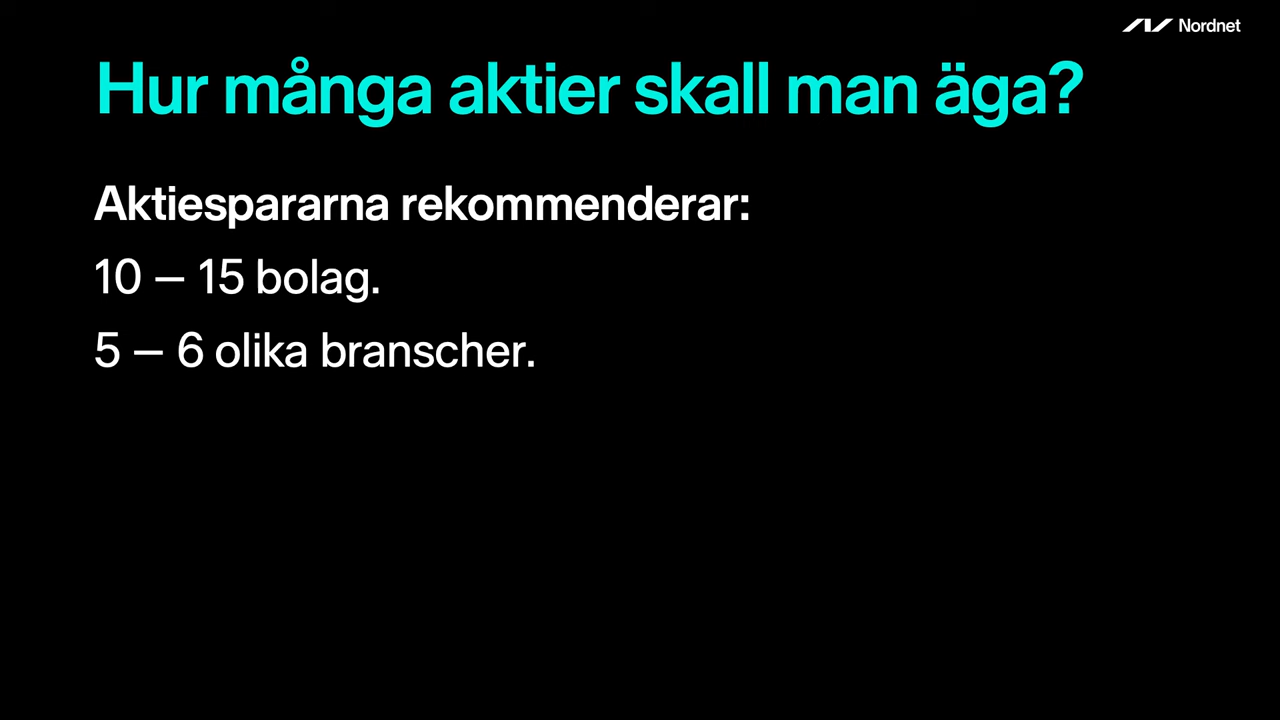 Nordnet
Hur många aktier skall man äga?
Aktiespararna rekommenderar:
10 – 15 bolag.
5 – 6 olika branscher.